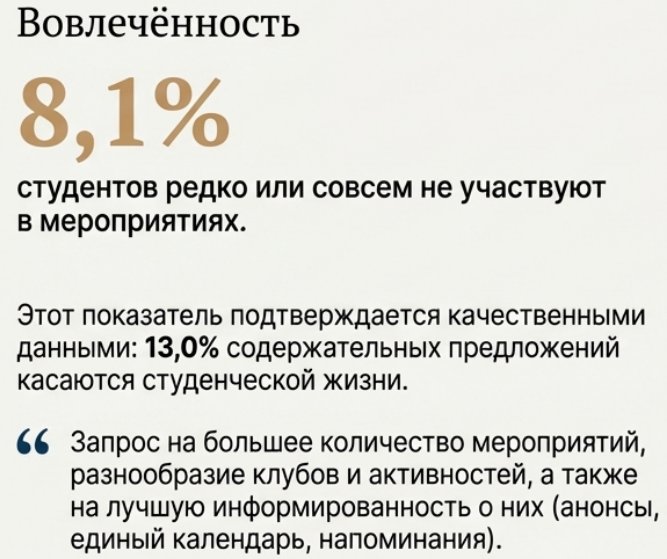 Вовлечённость
8,1%
студентов редко или совсем не участвуют
в мероприятиях.
Этот показатель подтверждается качественными
данными: 13,0% содержательных предложений
касаются студенческой жизни.
“ Запрос на большее количество мероприятий,
разнообразие клубов и активностей, а также
на лучшую информированность о них (анонсы,
единый календарь, напоминания).